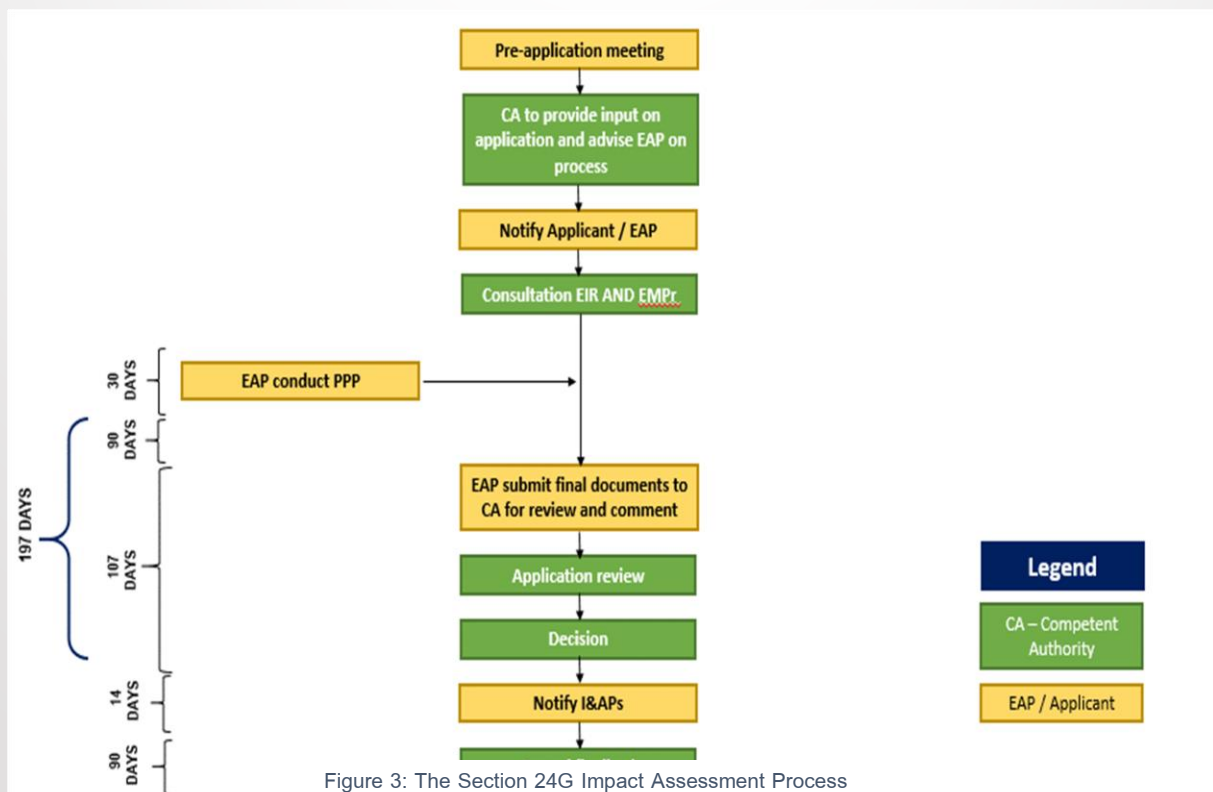 Pre-application meeting
CA to provide input on
application and advise EAP on
process
Notify Applicant / EAP
Consultation EIR AND EMPr
30
DAYS
EAP conduct PPP
90
DAYS
197 DAYS
EAP submit final documents to
CA for review and comment
107
DAYS
Application review
Decision
14
DAYS
Notify I&APs
90
DAYS
Legend
CA – Competent
Authority
EAP / Applicant
Figure 3: The Section 24G Impact Assessment Process